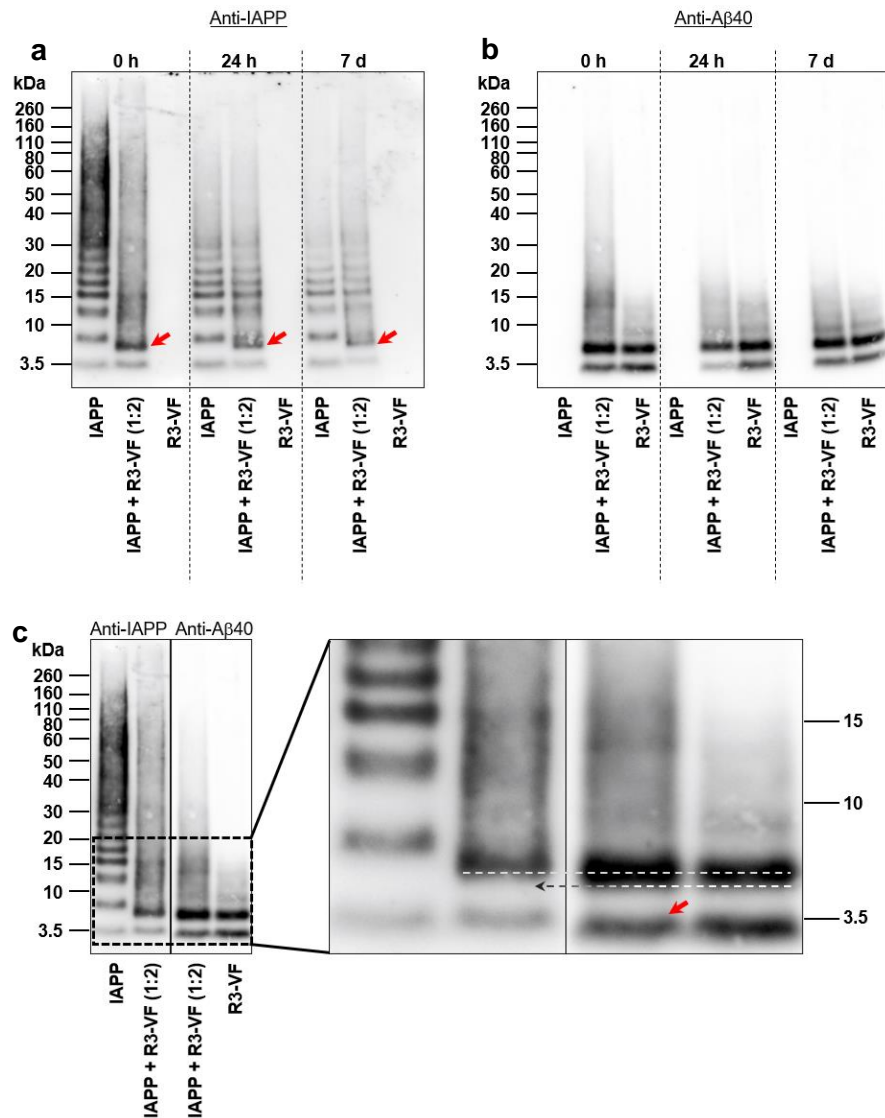 Anti-IAPP
Anti-Aβ40
a
b
0 h 24 h 7 d
0 h 24 h 7 d
kDa
260
160
110
80
60
50
40
30
20
15
10
3.5
kDa
260
160
110
80
60
50
40
30
20
15
10
3.5
IAPP
IAPP + R3-VF (1:2)
R3-VF
IAPP
IAPP + R3-VF (1:2)
R3-VF
IAPP
IAPP + R3-VF (1:2)
R3-VF
IAPP
IAPP + R3-VF (1:2)
R3-VF
IAPP
IAPP + R3-VF (1:2)
R3-VF
IAPP
IAPP + R3-VF (1:2)
R3-VF
c
Anti-IAPP Anti-Aβ40
kDa
260
160
110
80
60
50
40
30
20
15
10
3.5
15
10
3.5
IAPP
IAPP + R3-VF (1:2)
IAPP + R3-VF (1:2)
R3-VF